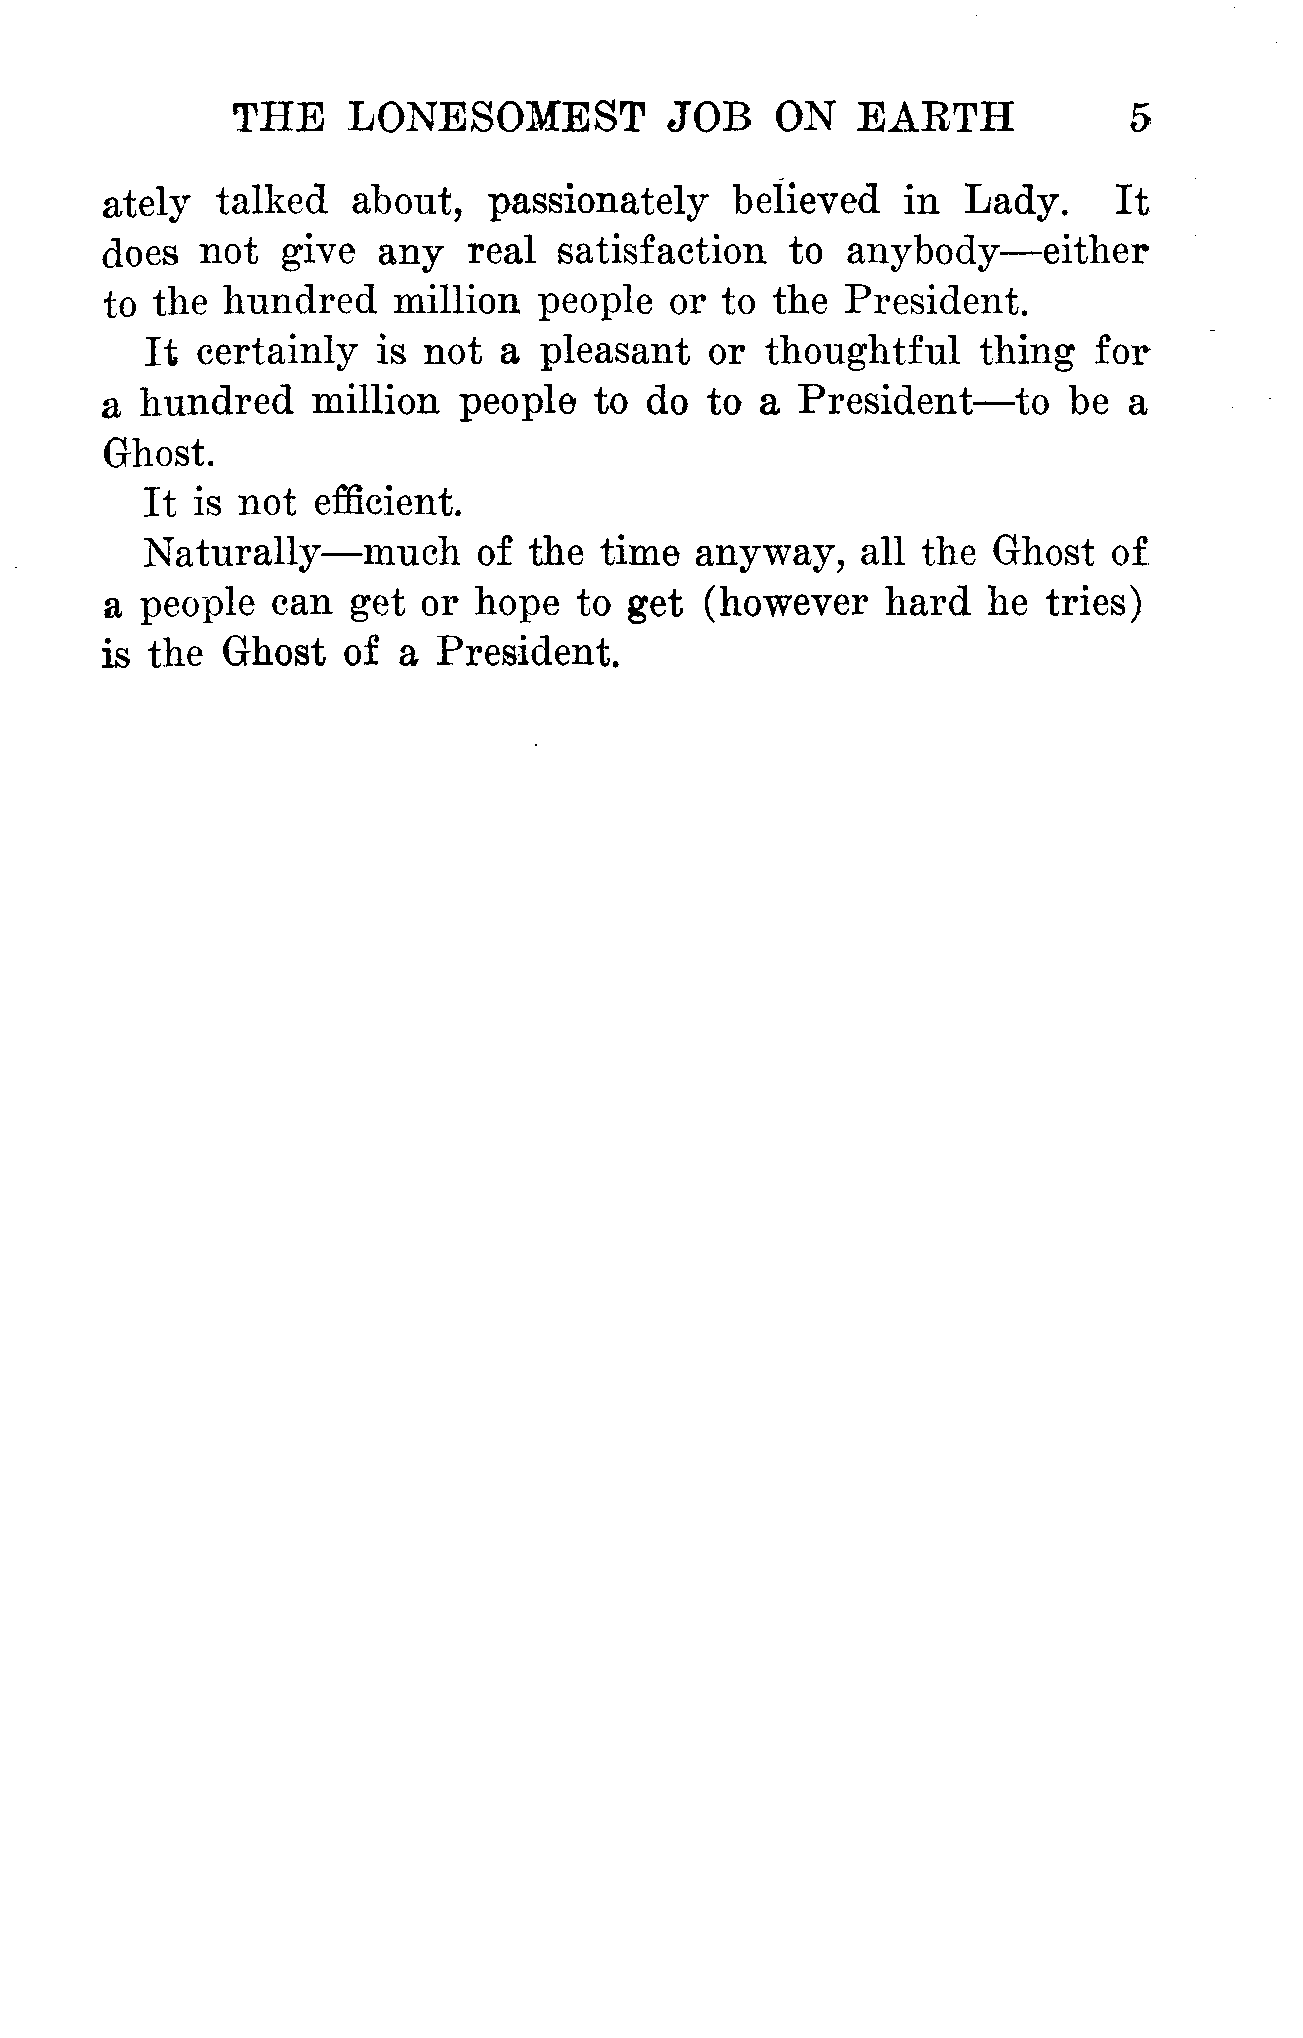 THE LONESOMEST JOB ON EARTH 5
ately talked about, passionately believed in Lady. It
does not give any real satisfaction to anybody—either
to the hundred million people or to the President.
It certainly is not a pleasant or thoughtful thing for
a hundred million people to do to a President—to be a
Ghost.
It is not efficient.
Naturally—much of the time anyway, all the Ghost of
a people can get or hope to get (however hard he tries)
is the Ghost of a President.